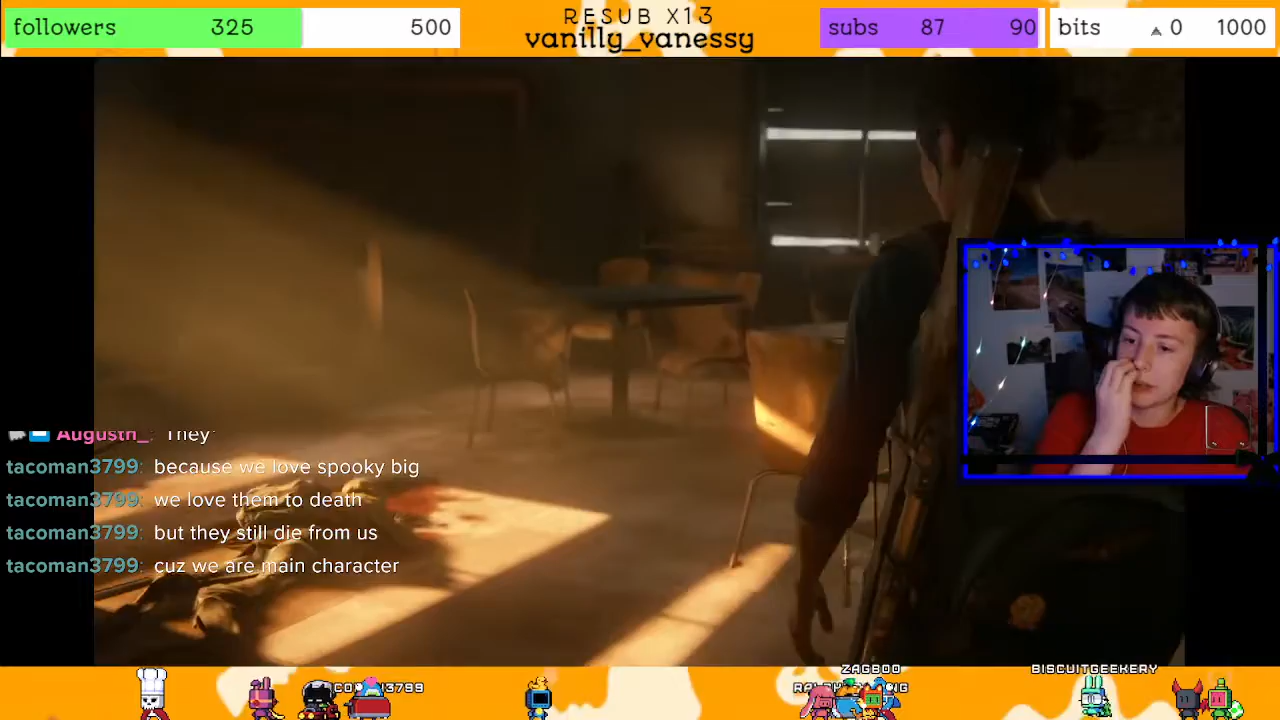 followers 325 500
RESUB X13
vanilly_vanessy
subs 87 90
bits 0 1000
Augustn_: They'
tacoman3799: because we love spooky big
tacoman3799: we love them to death
tacoman3799: but they still die from us
tacoman3799: cuz we are main character
ZAGBOO
BISCUITGEEKERY